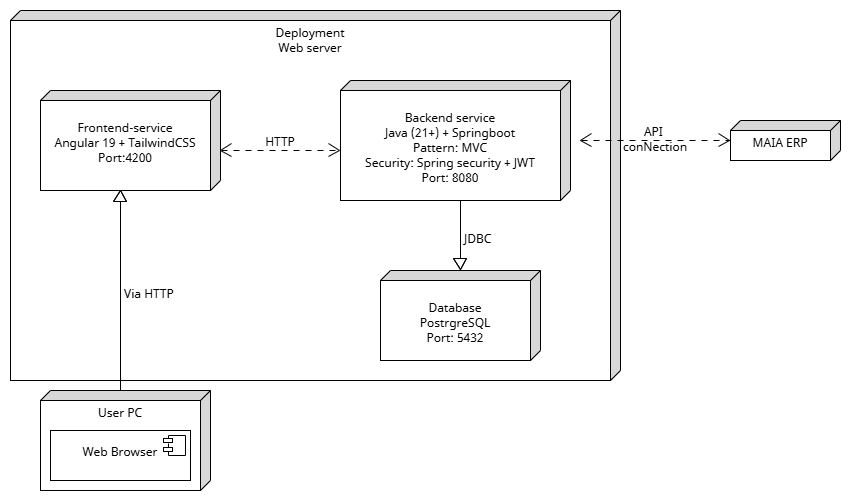 Deployment
Web server
Frontend-service
Angular 19 + TailwindCSS
Port:4200
HTTP
Backend service
Java (21+) + Springboot
Pattern: MVC
Security: Spring security + JWT
Port: 8080
API
conNection
MAIA ERP
JDBC
Via HTTP
Database
PostrgreSQL
Port: 5432
User PC
Web Browser